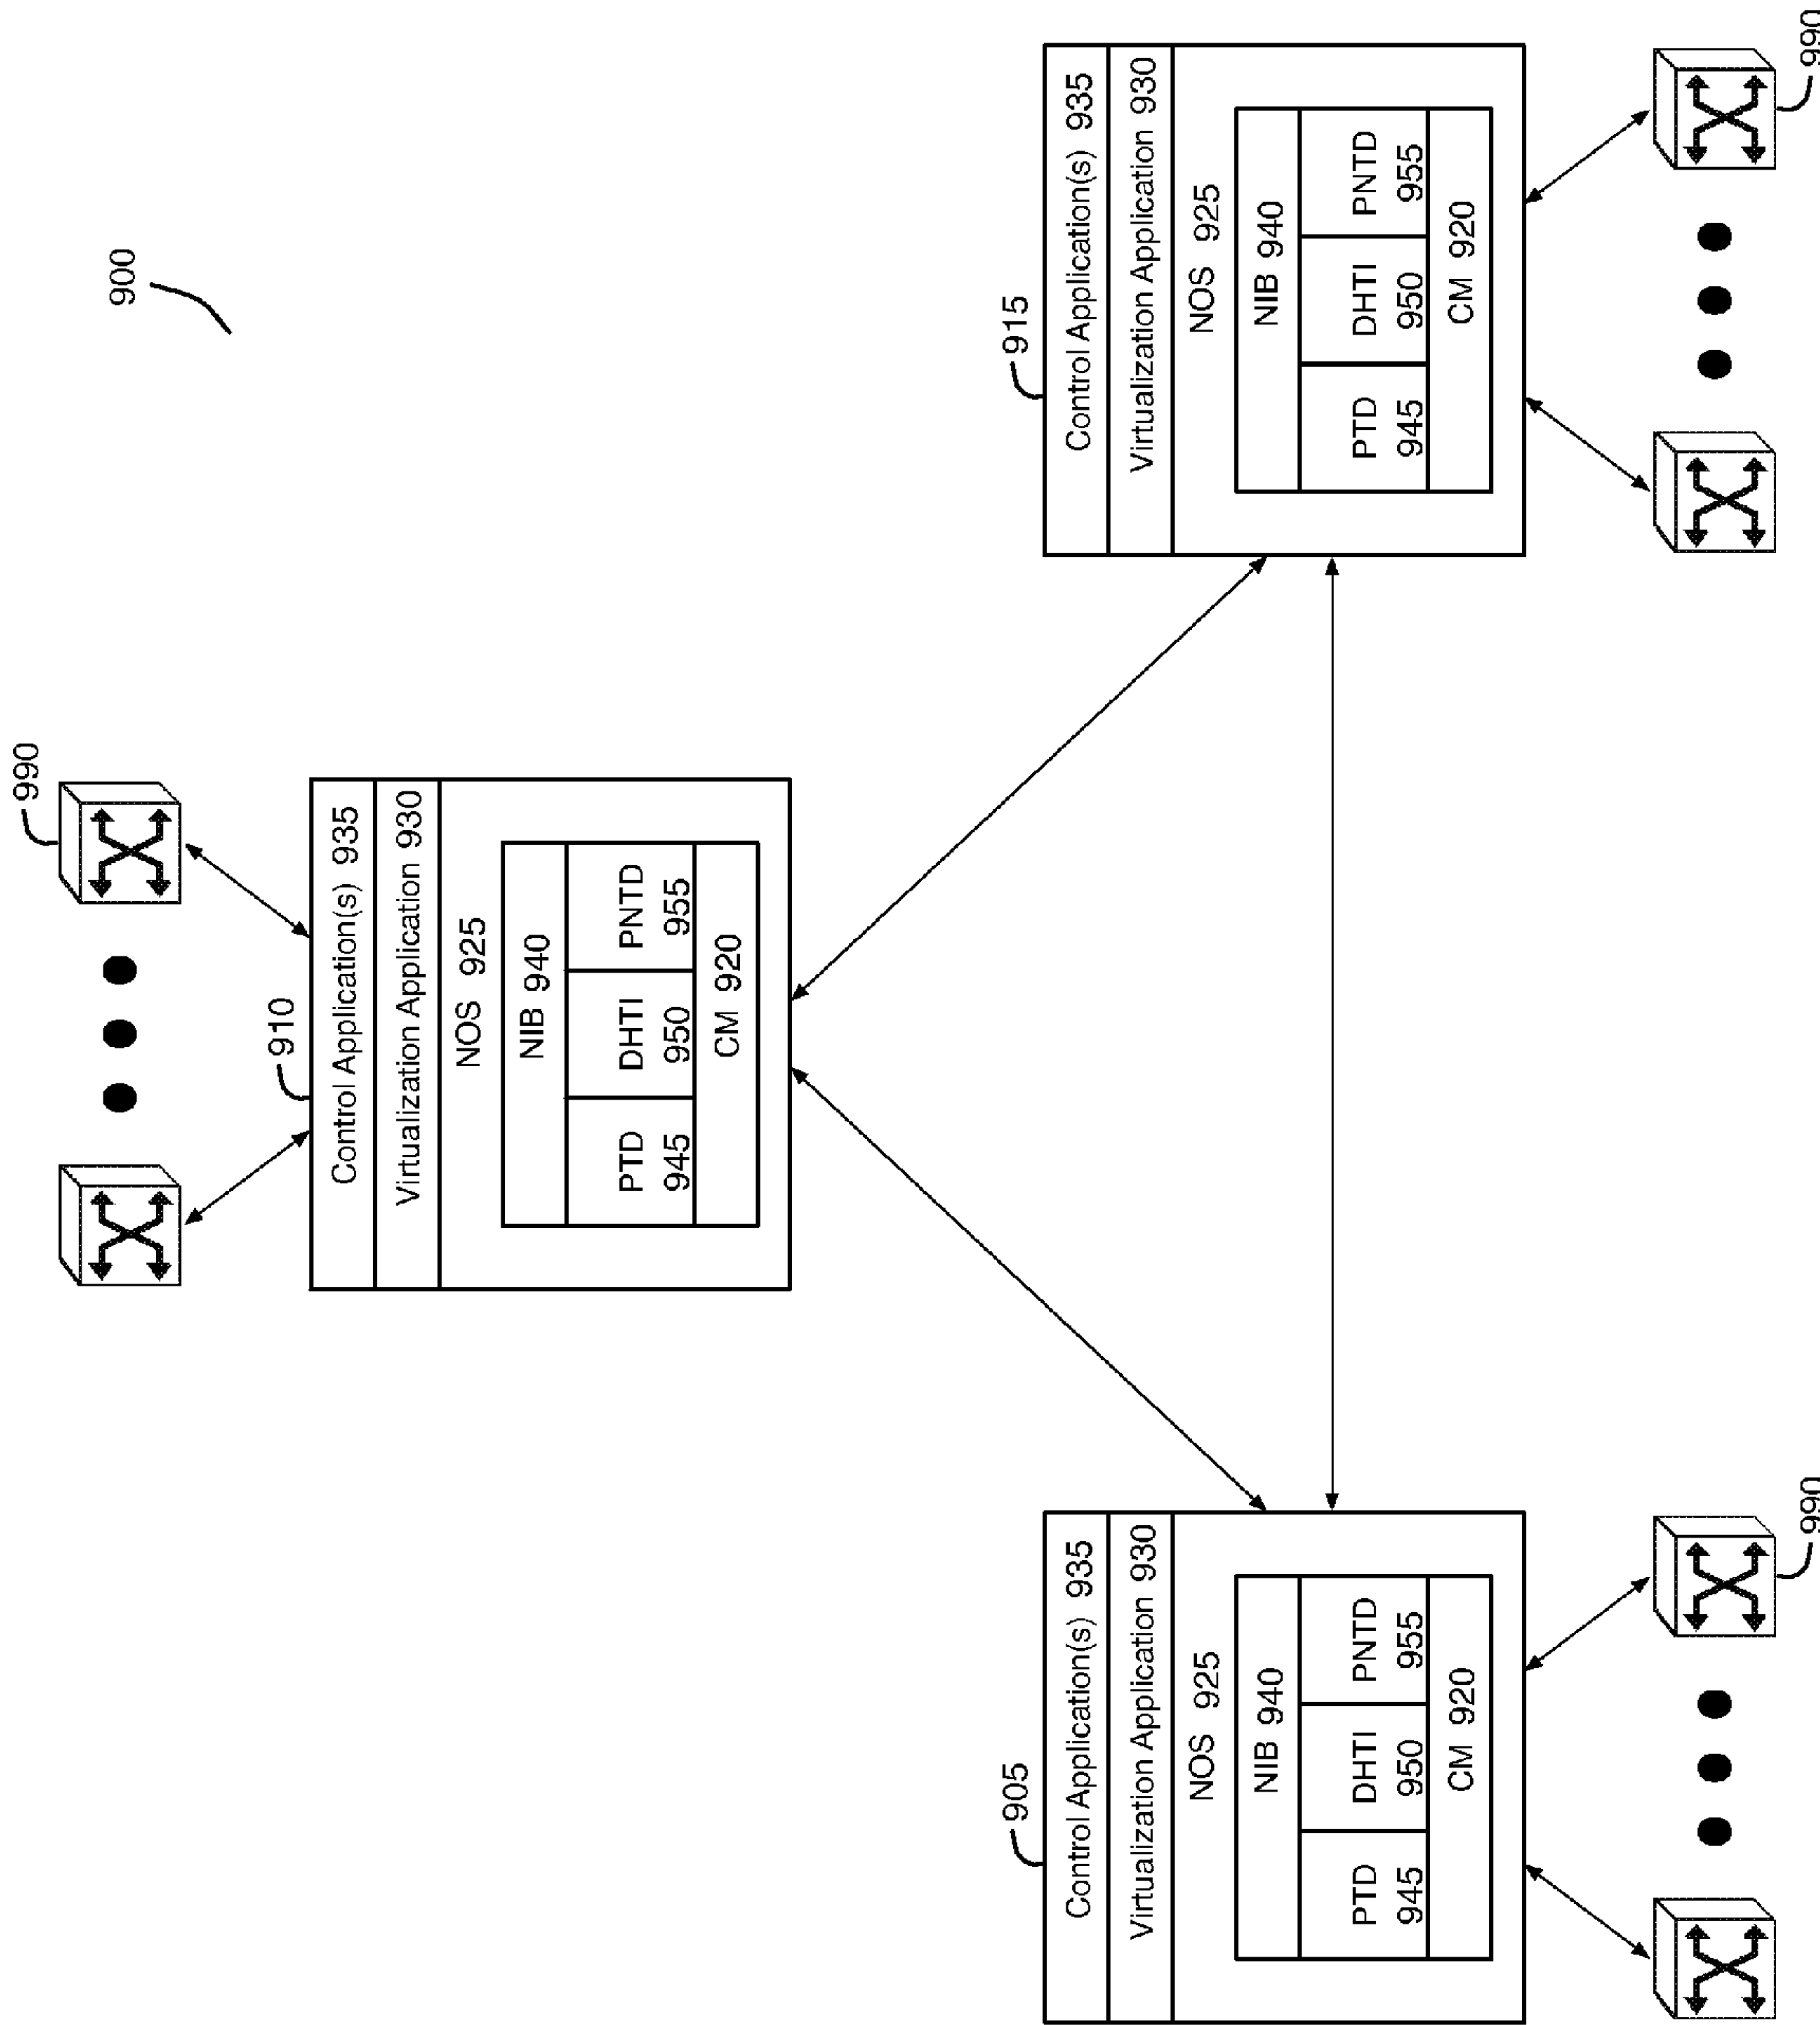 900
990
910
Control Application(s) 935
Virtualization Application 930
NOS 925
NIB 940
PTD 945
DHTI 950
PNTD 955
CM 920
905
Control Application(s) 935
Virtualization Application 930
NOS 925
NIB 940
PTD 945
DHTI 950
PNTD 955
CM 920
990
915
Control Application(s) 935
Virtualization Application 930
NOS 925
NIB 940
PTD 945
DHTI 950
PNTD 955
CM 920
990